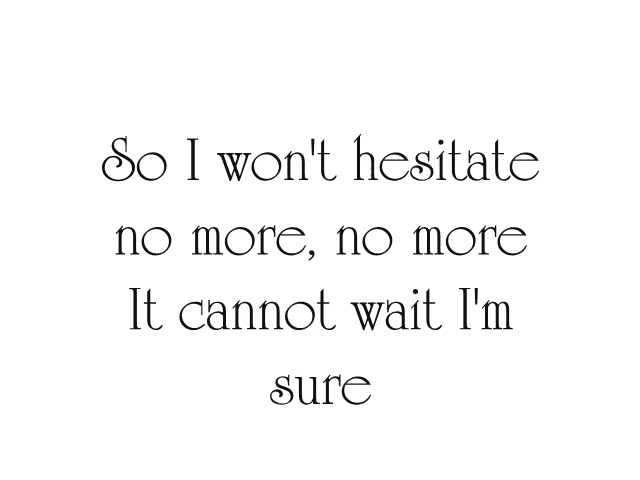 So I won't hesitate
no more, no more
It cannot wait I'm
sure